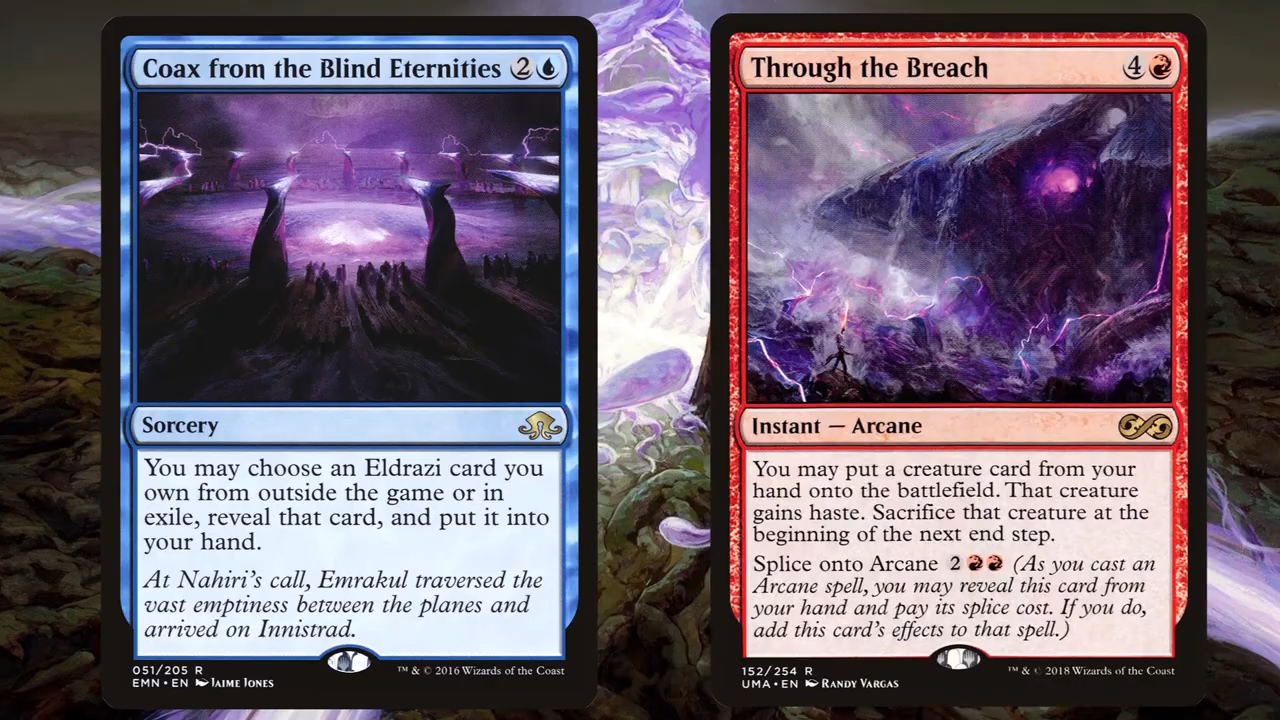 Coax from the Blind Eternities 2
Sorcery
You may choose an Eldrazi card you
own from outside the game or in
exile, reveal that card, and put it into
your hand.
At Nahiri's call, Emrakul traversed the
vast emptiness between the planes and
arrived on Innistrad.
051/205 R
EMN • EN Jaime Jones
™ & © 2016 Wizards of the Coast
Through the Breach 4
Instant — Arcane
You may put a creature card from your
hand onto the battlefield. That creature
gains haste. Sacrifice that creature at the
beginning of the next end step.
Splice onto Arcane 2 (As you cast an
Arcane spell, you may reveal this card from
your hand and pay its splice cost. If you do,
add this card's effects to that spell.)
152/254 R
UMA • EN Randy Vargas
™ & © 2018 Wizards of the Coast